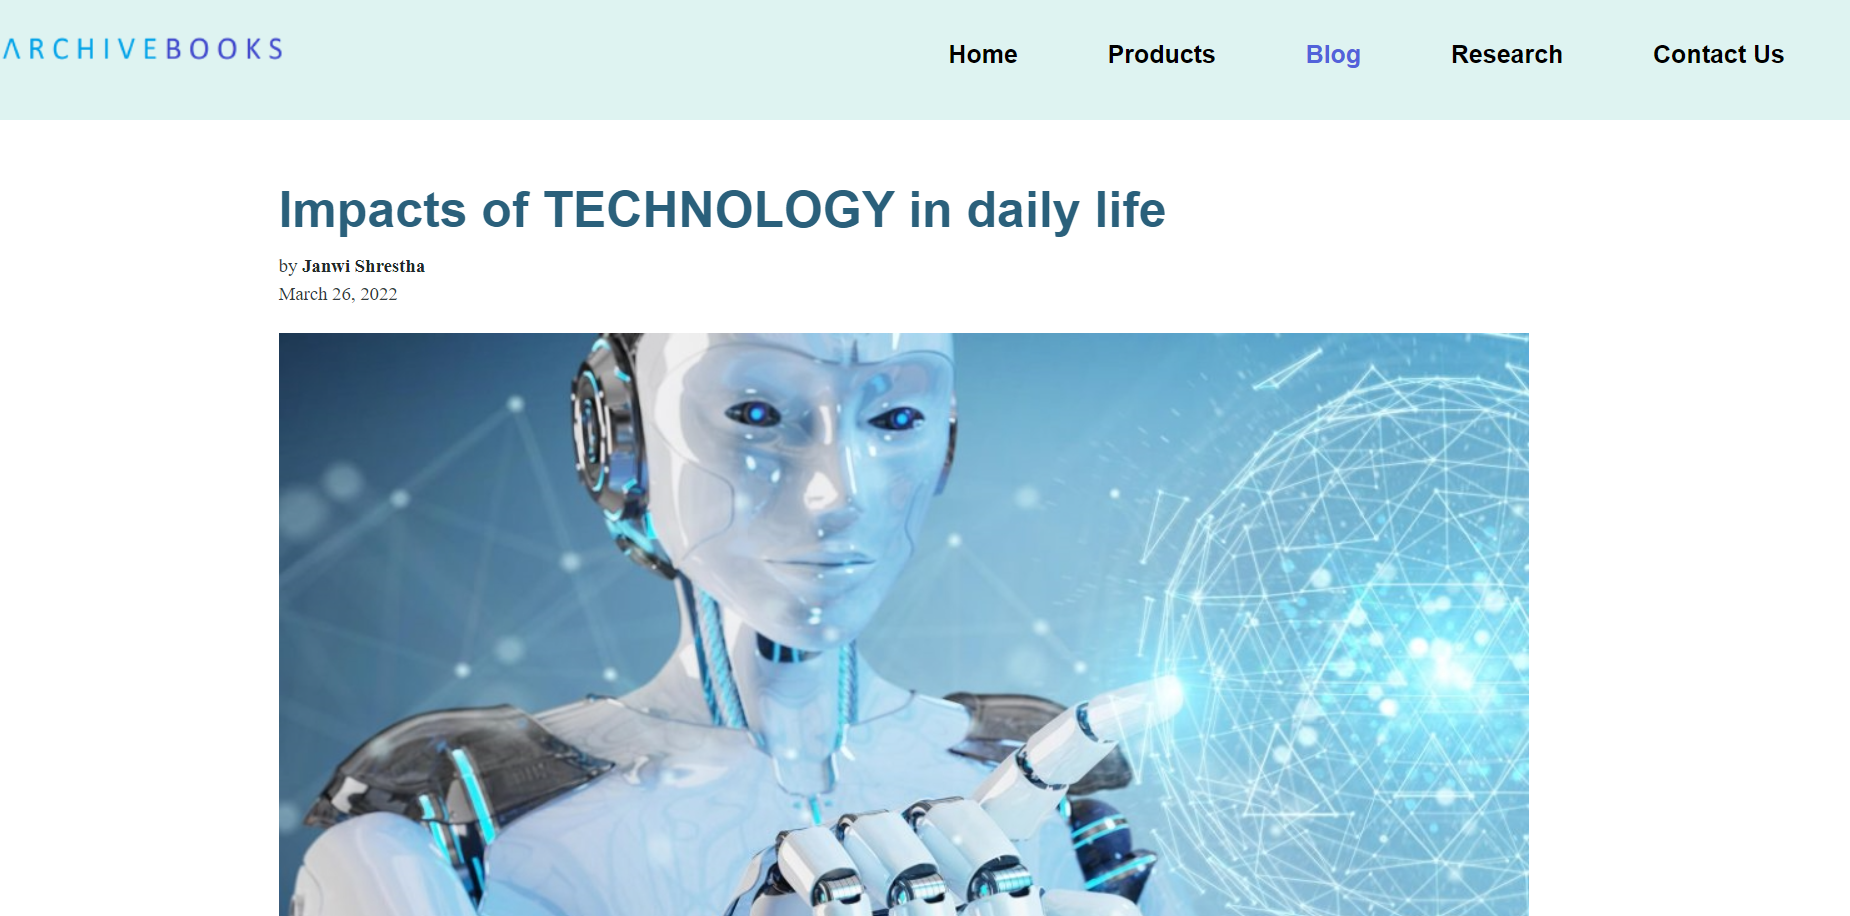 ARCHIVEBOOKS
Home Products Blog Research Contact Us
Impacts of TECHNOLOGY in daily life
by Janwi Shrestha
March 26, 2022